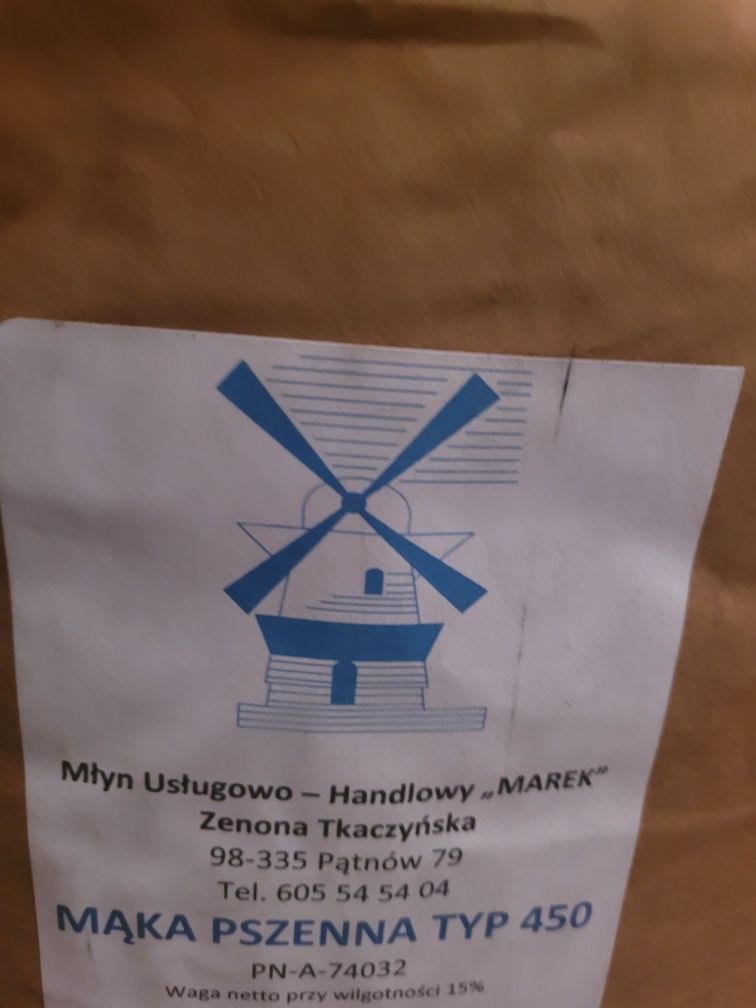 Młyn Usługowo – Handlowy „MAREK”
Zenona Tkaczyńska
98-335 Pątnów 79
Tel. 605 54 54 04
MĄKA PSZENNA TYP 450
PN-A-74032
Waga netto przy wilgotności 15%